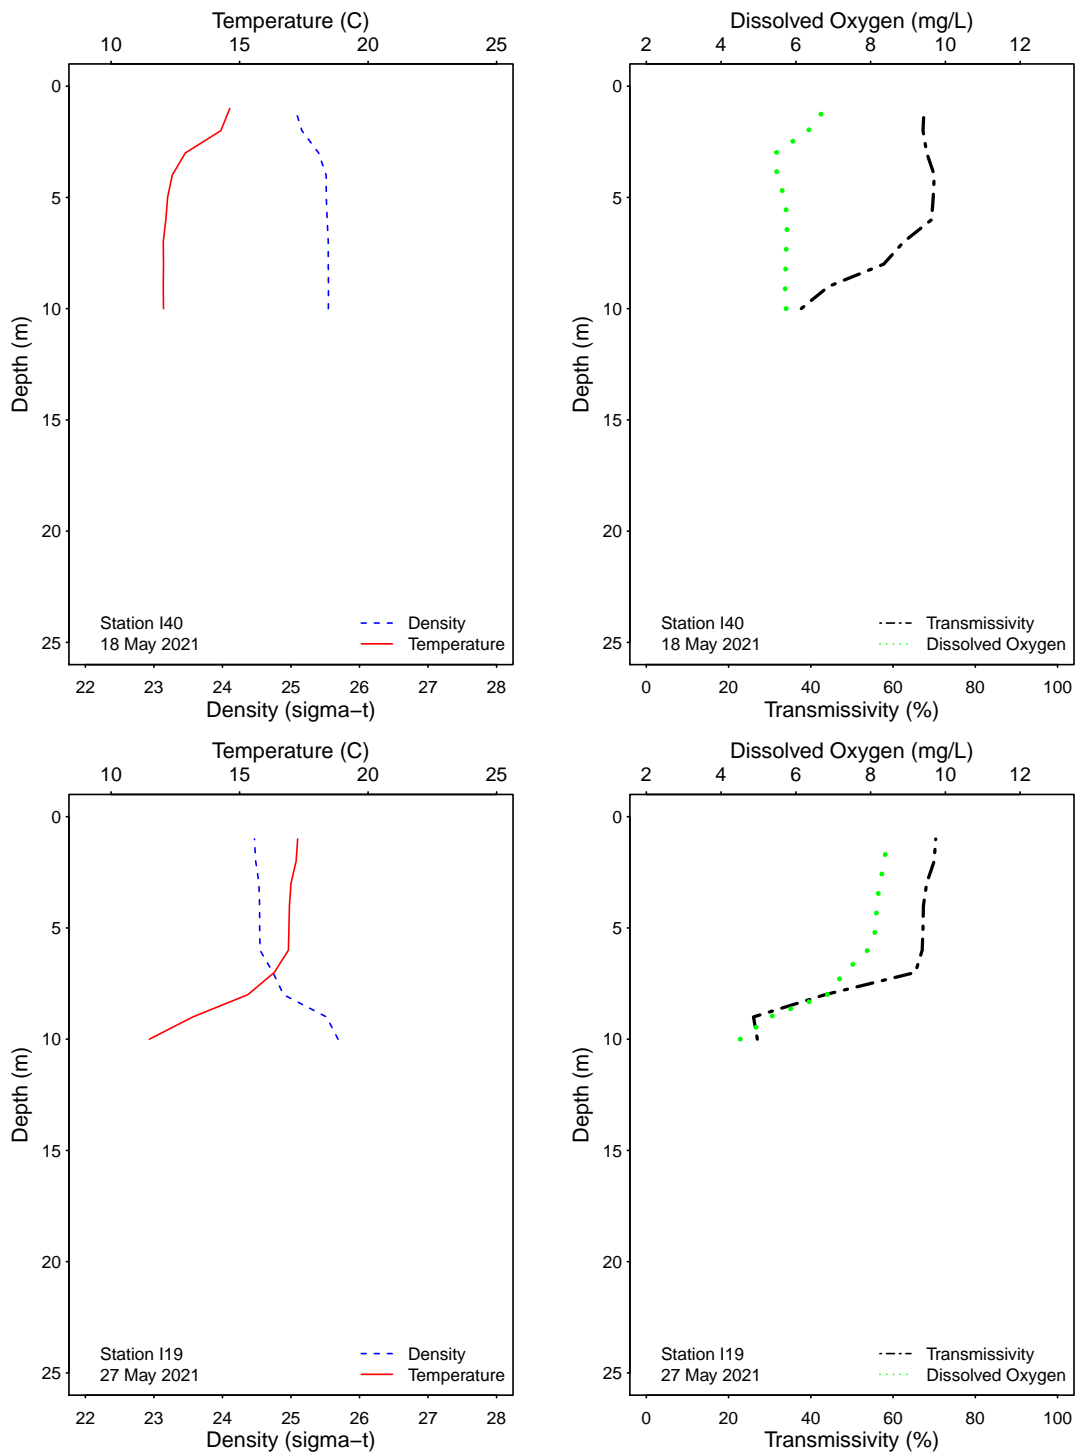 Temperature (C)
10 15 20 25
0
5
10
15
20
25
Depth (m)
Station I40
18 May 2021
Density
Temperature
22 23 24 25 26 27 28
Density (sigma−t)
Dissolved Oxygen (mg/L)
2 4 6 8 10 12
0
5
10
15
20
25
Depth (m)
Station I40
18 May 2021
Transmissivity
Dissolved Oxygen
0 20 40 60 80 100
Transmissivity (%)
Temperature (C)
10 15 20 25
0
5
10
15
20
25
Depth (m)
Station I19
27 May 2021
Density
Temperature
22 23 24 25 26 27 28
Density (sigma−t)
Dissolved Oxygen (mg/L)
2 4 6 8 10 12
0
5
10
15
20
25
Depth (m)
Station I19
27 May 2021
Transmissivity
Dissolved Oxygen
0 20 40 60 80 100
Transmissivity (%)